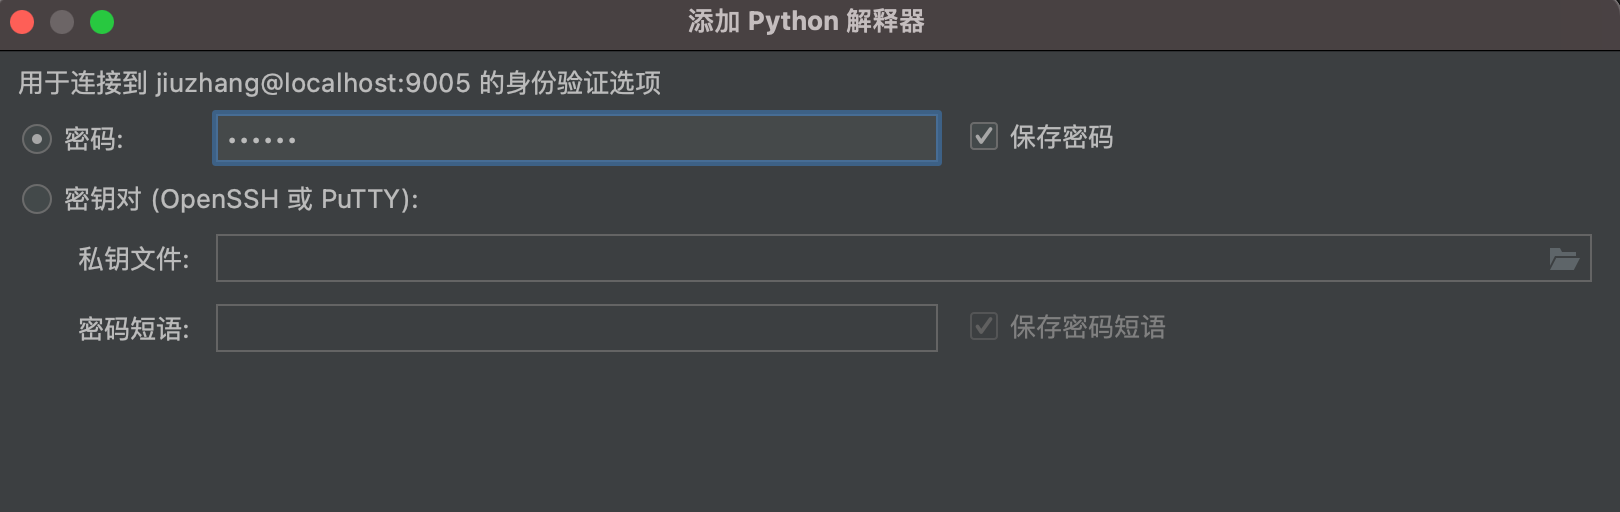 添加 Python 解释器
用于连接到 jiuzhang@localhost:9005 的身份验证选项
密码: •••••• 保存密码
密钥对 (OpenSSH 或 PuTTY):
私钥文件:
密码短语: 保存密码短语